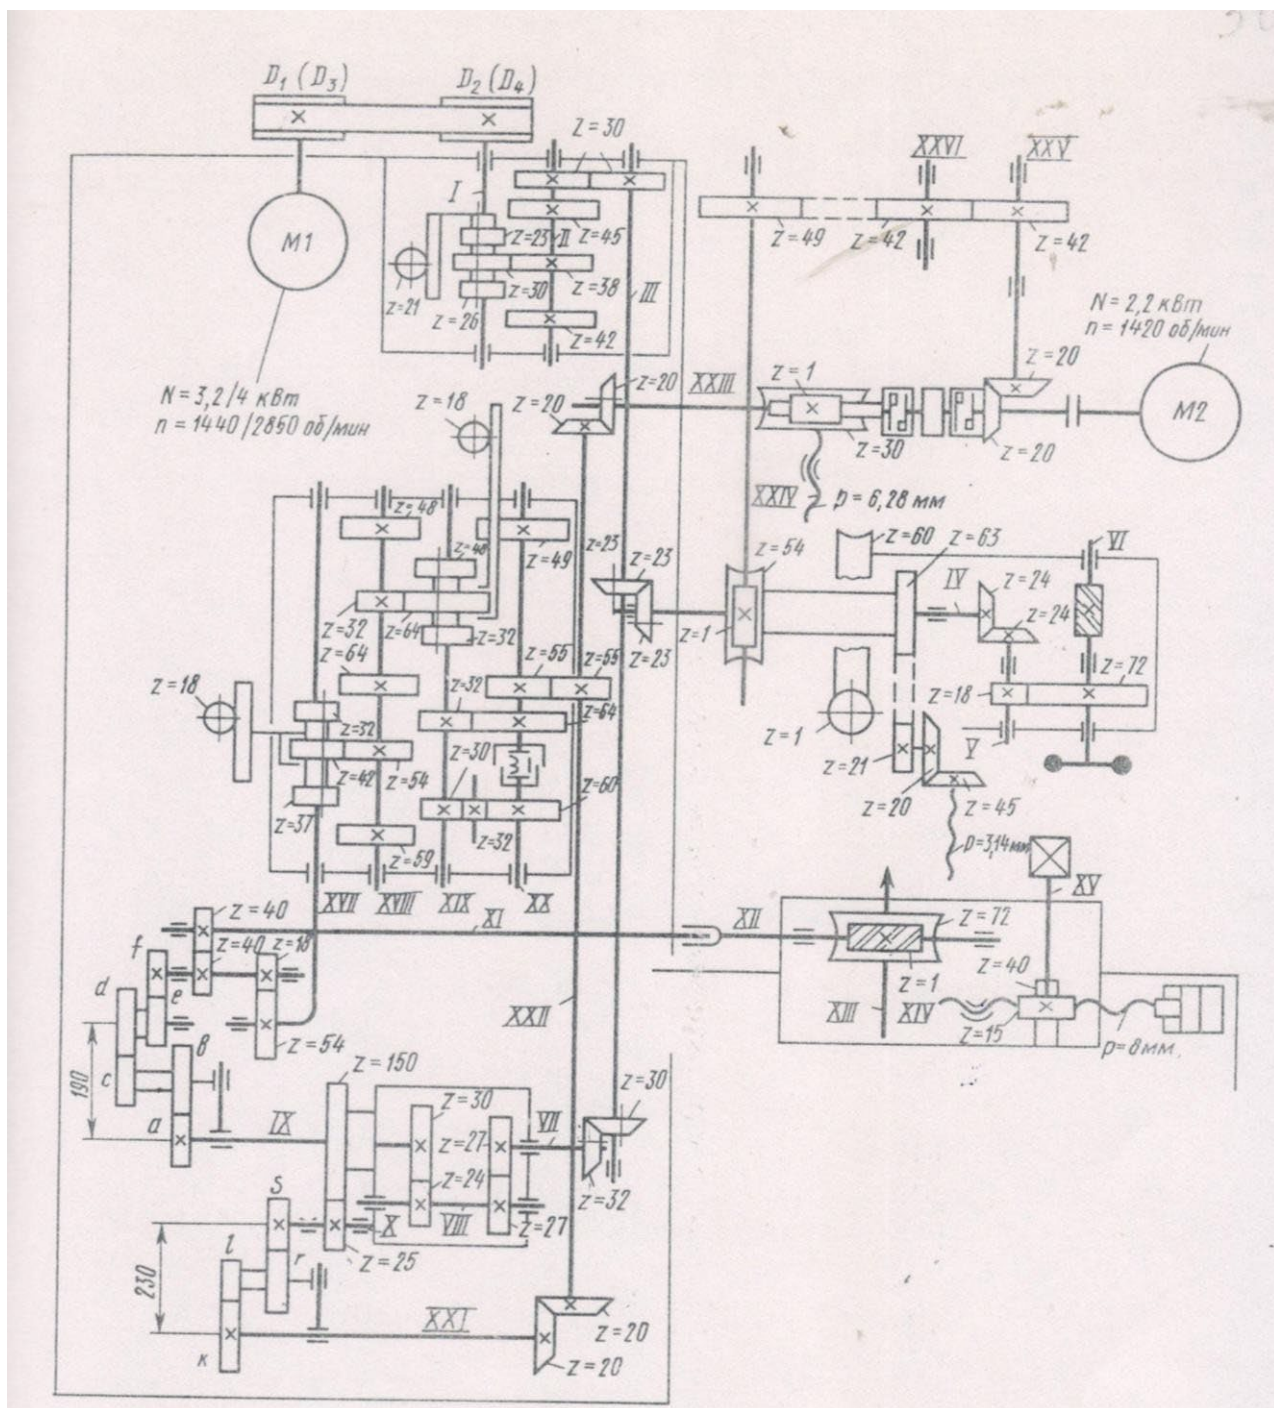 D₁ (D₃)
D₂ (D₄)
Z=30
XXVI
XXV
I
M1
z=23
II
z=45
z=49
z=42
z=42
z=21
z=30
z=38
III
z=26
z=42
N = 2,2 кВт
n = 1420 об/мин
z=20
N = 3,2/4 кВт
n = 1440/2850 об/мин
z=20
XXIII
z=1
z=18
z=20
M2
z=30
z=20
XXIV
p = 6,28 мм
z=48
z=48
z=49
z=23
z=23
z=54
z=60
z=63
VI
IV
z=24
z=24
z=32
z=64
z=32
z=1
z=23
z=64
z=55
z=55
z=18
z=32
z=18
z=72
z=32
z=64
z=30
z=1
V
z=42
z=54
z=21
z=60
z=20
z=45
z=37
z=32
z=59
p=3,14мм
XVII
XVIII
XIX
XX
XV
z=40
XI
XII
z=72
f
z=40
z=18
d
e
z=40
z=1
XXII
XIII
XIV
z=15
z=54
p=8мм
в
190
c
z=150
a
IX
z=30
VII
z=30
z=27
z=24
z=32
S
X
VIII
z=27
l
r
z=25
230
XXI
z=20
к
z=20